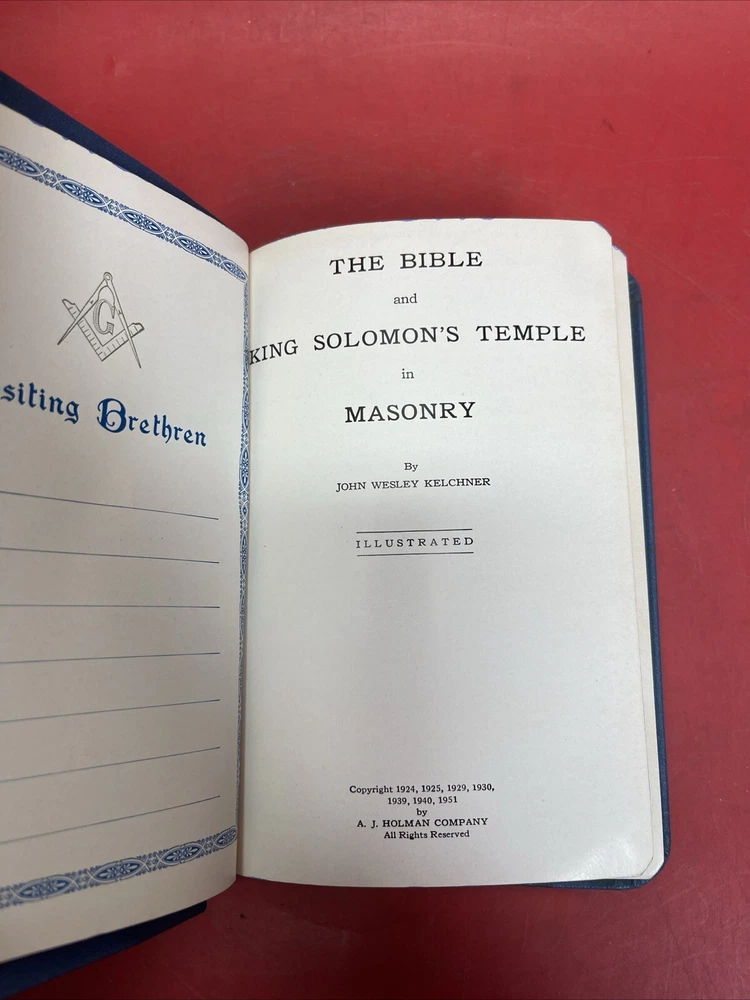 G
siting Brethren
THE BIBLE
and
KING SOLOMON'S TEMPLE
in
MASONRY
By
JOHN WESLEY KELCHNER
ILLUSTRATED
Copyright 1924, 1925, 1929, 1930,
1939, 1940, 1951
by
A. J. HOLMAN COMPANY
All Rights Reserved